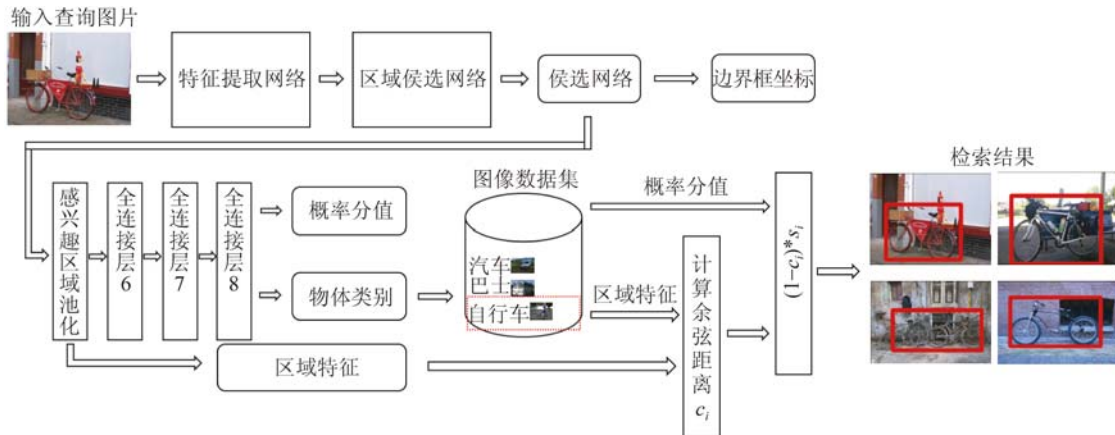 输入查询图片
特征提取网络
区域侯选网络
侯选网络
边界框坐标
感兴趣区域池化
全连接层6
全连接层7
全连接层8
概率分值
物体类别
区域特征
图像数据集
汽车
巴士
自行车
概率分值
区域特征
计算余弦距离 cᵢ
(1−cᵢ)*sᵢ
检索结果